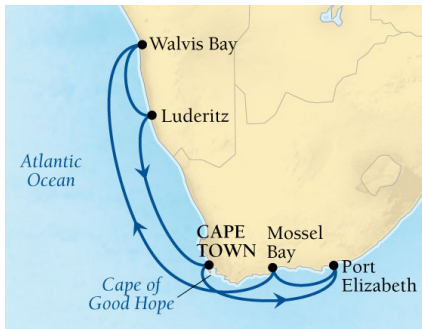 Walvis Bay
Luderitz
Atlantic
Ocean
CAPE
TOWN
Mossel
Bay
Port
Elizabeth
Cape of
Good Hope